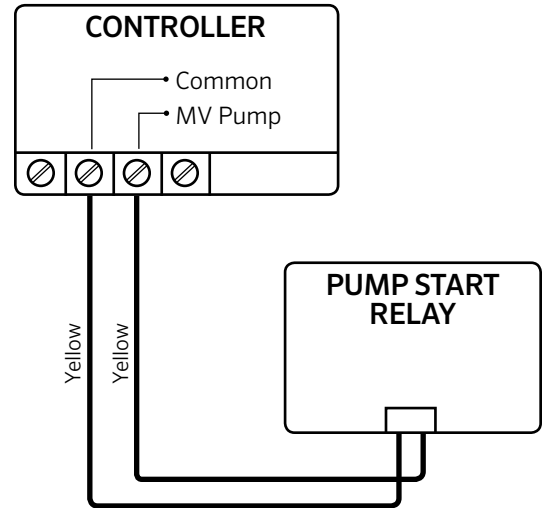 CONTROLLER
Common
MV Pump
Yellow
Yellow
PUMP START
RELAY